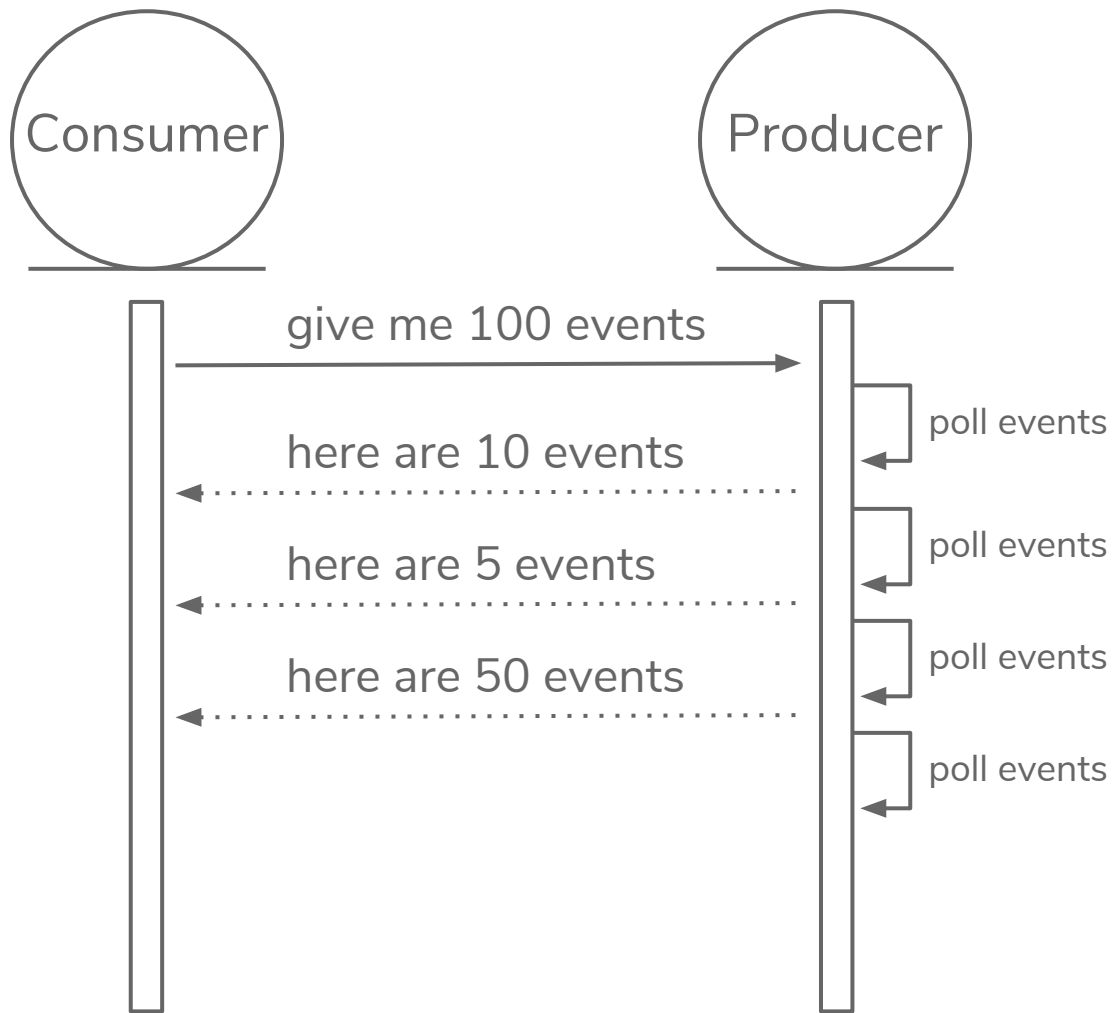 Consumer
Producer
give me 100 events
poll events
here are 10 events
poll events
here are 5 events
poll events
here are 50 events
poll events